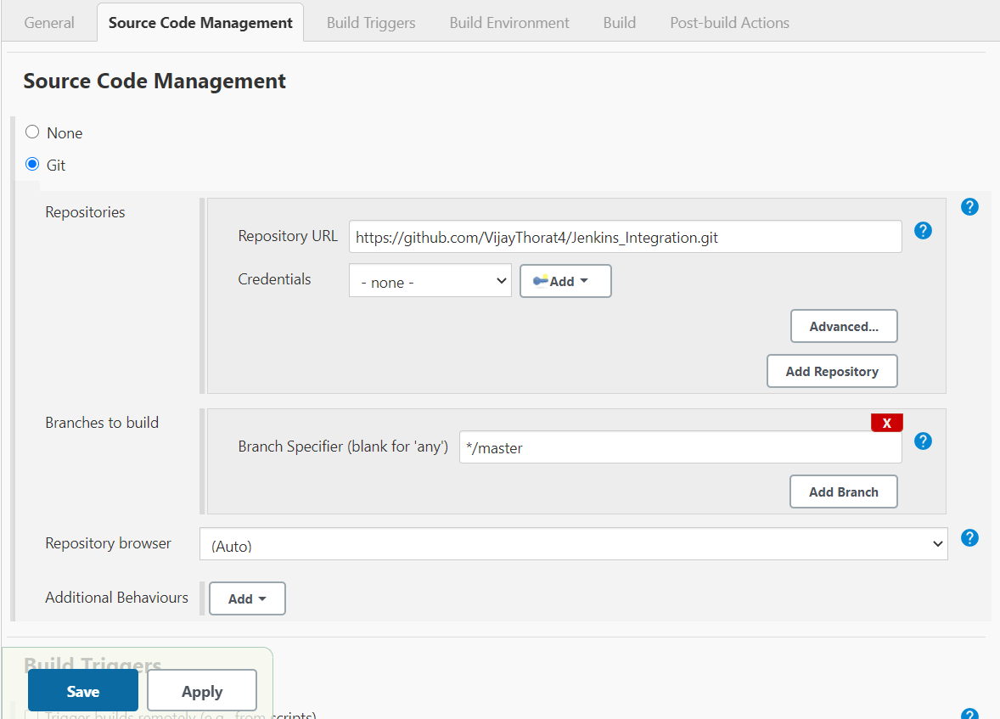 General Source Code Management Build Triggers Build Environment Build Post-build Actions
Source Code Management
None
Git
Repositories
?
Repository URL https://github.com/VijayThorat4/Jenkins_Integration.git ?
Credentials - none - Add
Advanced...
Add Repository
Branches to build
X
Branch Specifier (blank for 'any') */master ?
Add Branch
Repository browser (Auto) ?
Additional Behaviours Add
Build Triggers
Save Apply
Trigger builds remotely (e.g., from scripts) ?